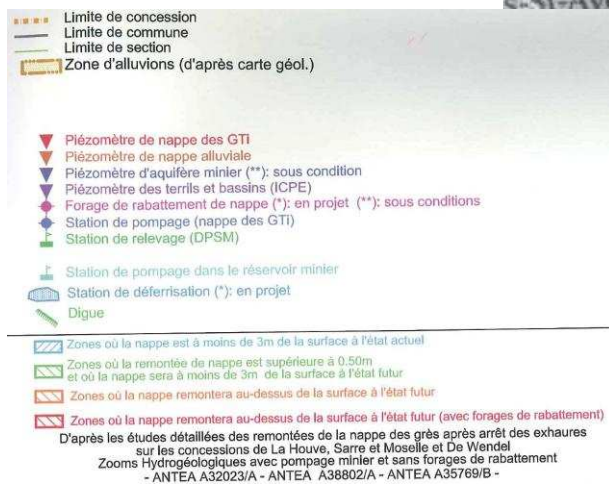 Limite de concession
Limite de commune
Limite de section
Zone d'alluvions (d'après carte géol.)
Piézomètre de nappe des GTi
Piézomètre de nappe alluviale
Piézomètre d'aquifère minier (**): sous condition
Piézomètre des terrils et bassins (ICPE)
Forage de rabattement de nappe (*): en projet (**): sous conditions
Station de pompage (nappe des GTi)
Station de relevage (DPSM)
Station de pompage dans le réservoir minier
Station de déferrisation (*): en projet
Digue
Zones où la nappe est à moins de 3m de la surface à l'état actuel
Zones où la remontée de nappe est supérieure à 0.50m
et où la nappe sera à moins de 3m de la surface à l'état futur
Zones où la nappe remontera au-dessus de la surface à l'état futur
Zones où la nappe remontera au-dessus de la surface à l'état futur (avec forages de rabattement)
D'après les études détaillées des remontées de la nappe des grès après arrêt des exhaures
sur les concessions de La Houve, Sarre et Moselle et De Wendel
Zooms Hydrogéologiques avec pompage minier et sans forages de rabattement
- ANTEA A32023/A - ANTEA A38802/A - ANTEA A35769/B -